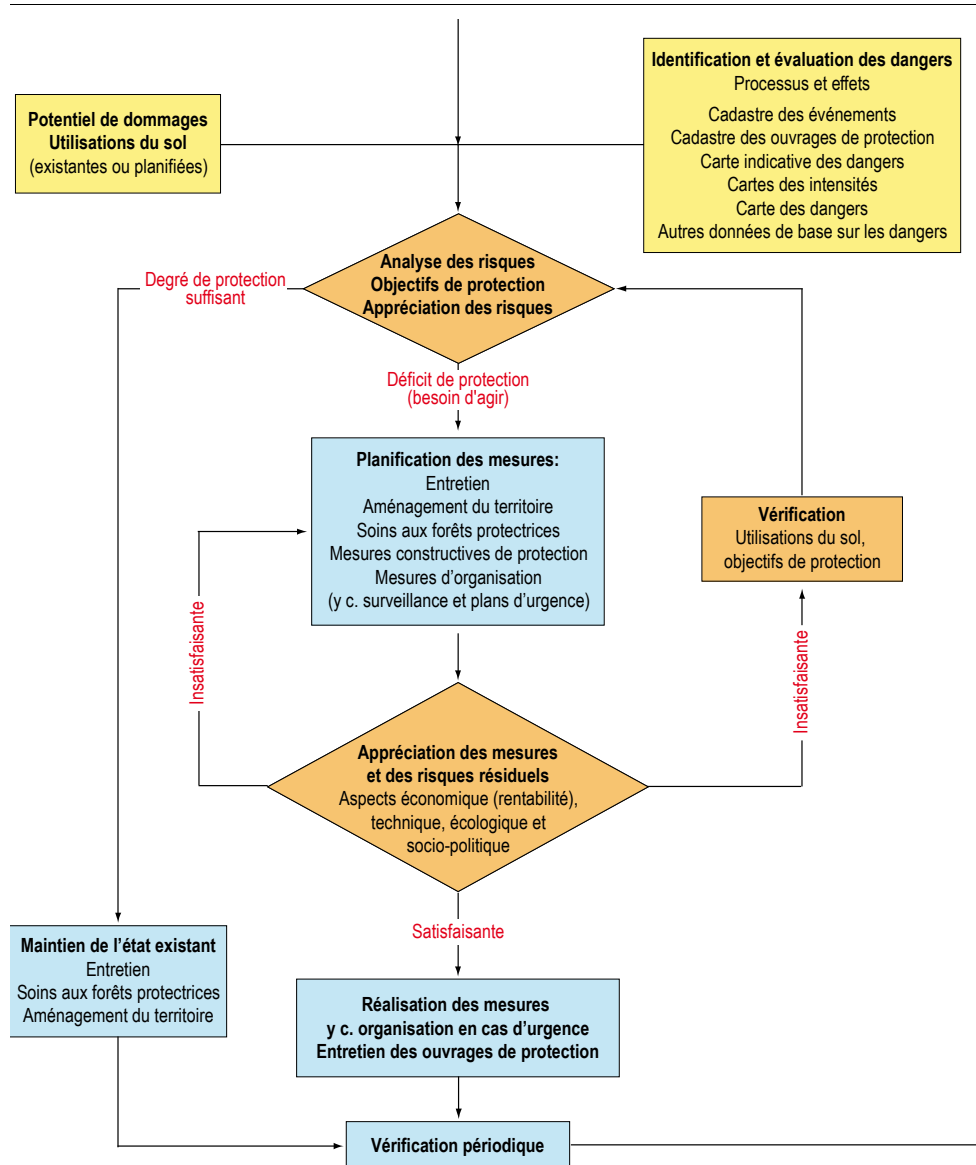 Identification et évaluation des dangers
Processus et effets
Cadastre des événements
Cadastre des ouvrages de protection
Carte indicative des dangers
Cartes des intensités
Carte des dangers
Autres données de base sur les dangers
Potentiel de dommages
Utilisations du sol
(existantes ou planifiées)
Analyse des risques
Objectifs de protection
Appréciation des risques
Degré de protection
suffisant
Déficit de protection
(besoin d'agir)
Planification des mesures:
Entretien
Aménagement du territoire
Soins aux forêts protectrices
Mesures constructives de protection
Mesures d’organisation
(y c. surveillance et plans d’urgence)
Vérification
Utilisations du sol,
objectifs de protection
Insatisfaisante
Insatisfaisante
Appréciation des mesures
et des risques résiduels
Aspects économique (rentabilité),
technique, écologique et
socio-politique
Satisfaisante
Maintien de l’état existant
Entretien
Soins aux forêts protectrices
Aménagement du territoire
Réalisation des mesures
y c. organisation en cas d’urgence
Entretien des ouvrages de protection
Vérification périodique